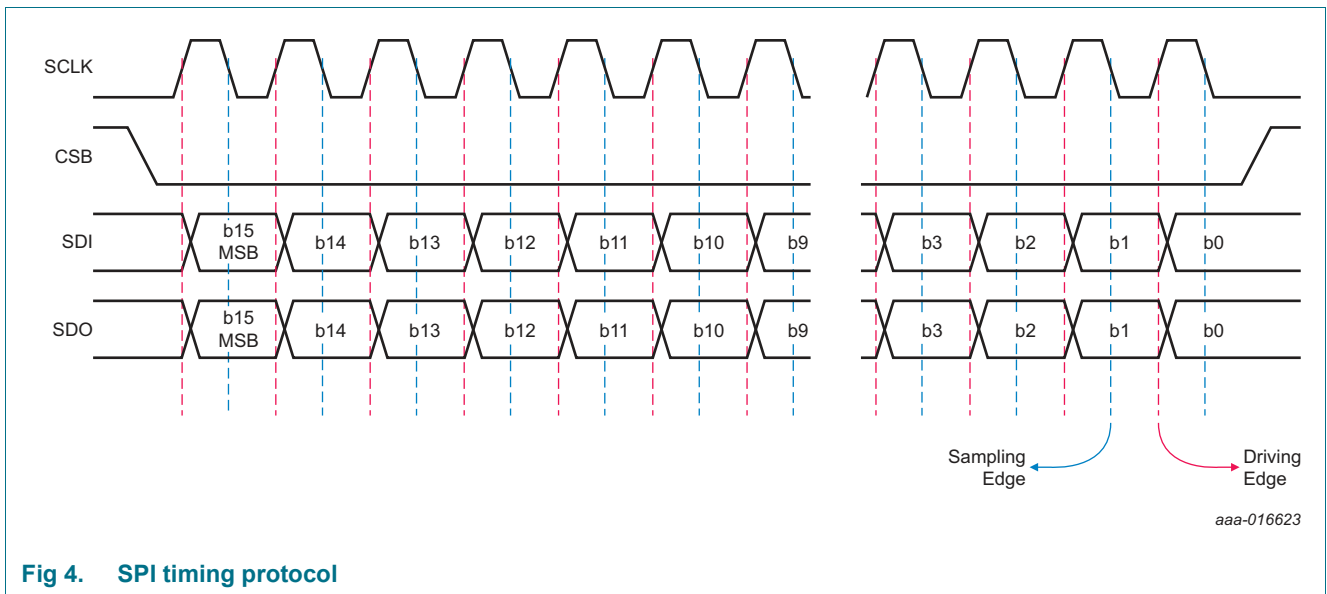 SCLK
CSB
SDI
b15
MSB
b14
b13
b12
b11
b10
b9
b3
b2
b1
b0
SDO
b15
MSB
b14
b13
b12
b11
b10
b9
b3
b2
b1
b0
Sampling
Edge
Driving
Edge
aaa-016623
Fig 4. SPI timing protocol